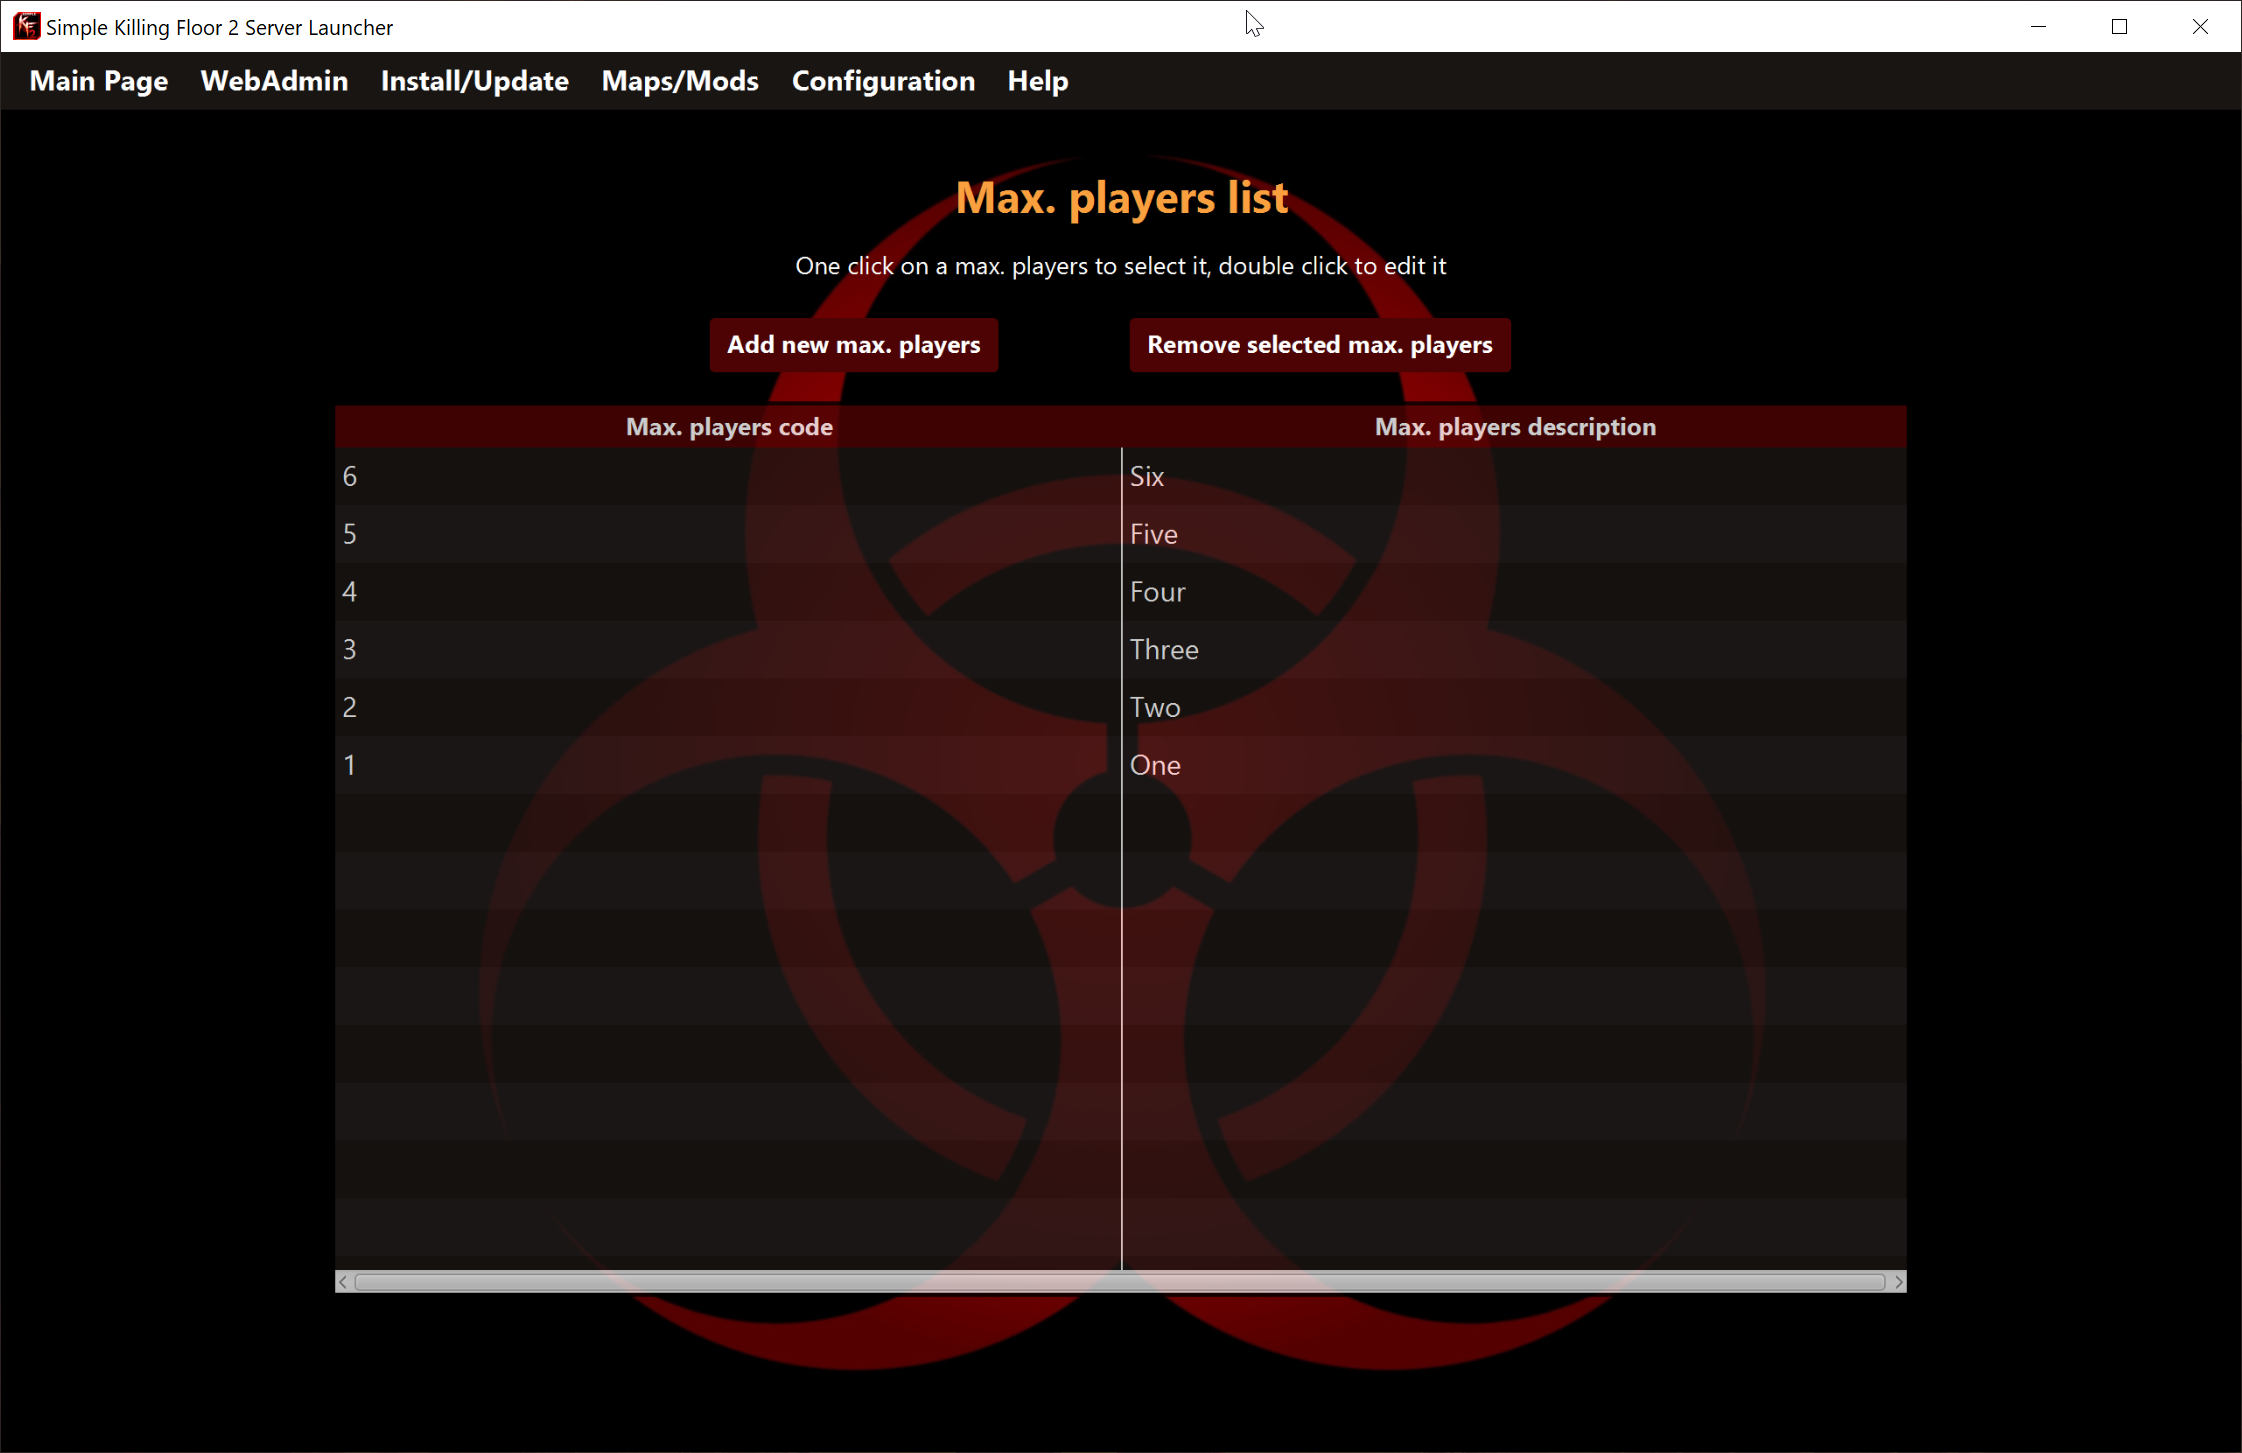 Simple Killing Floor 2 Server Launcher
Main Page WebAdmin Install/Update Maps/Mods Configuration Help
Max. players list
One click on a max. players to select it, double click to edit it
Add new max. players Remove selected max. players
Max. players code Max. players description
6 Six
5 Five
4 Four
3 Three
2 Two
1 One